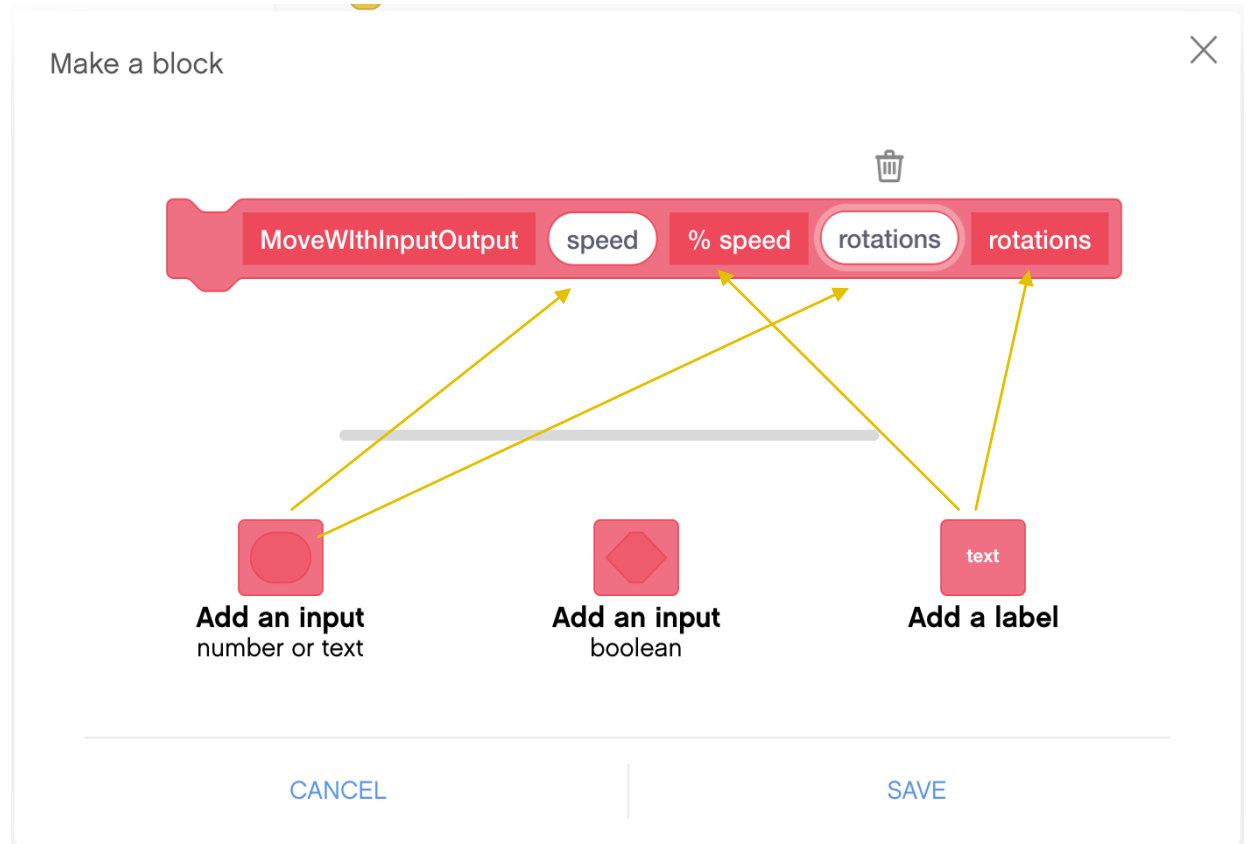 Make a block
MoveWIthInputOutput speed % speed rotations rotations
text
Add an input
number or text
Add an input
boolean
Add a label
CANCEL
SAVE